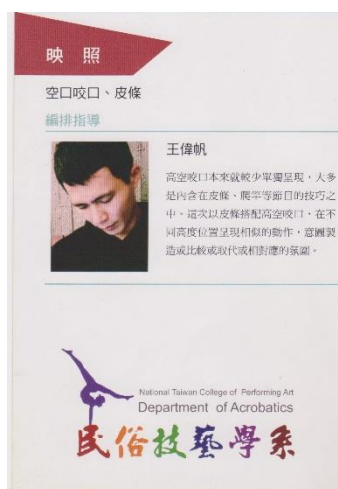 映 照
空口咬口、皮條
編排指導
王偉帆
高空咬口本來就較少單獨呈現，大多
是內含在皮條、爬竿等節目的技巧之
中。這次以皮條搭配高空咬口，在不
同高度位置呈現相似的動作，意圖製
造或比較或取代或相對應的氛圍。
National Taiwan College of Performing Art
Department of Acrobatics
民俗技藝學系